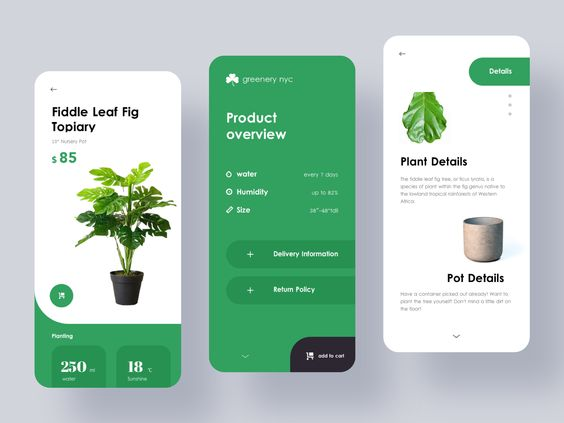 Fiddle Leaf Fig
Topiary
10" Nursery Pot
$ 85
Planting
250 ml
water
18 °C
Sunshine
greenery nyc
Product
overview
water every 7 days
Humidity up to 82%
Size 38"-48"tall
Delivery Information
Return Policy
add to cart
Details
Plant Details
The fiddle-leaf fig tree, or ficus lyrata, is a
species of plant within the fig genus native to
the lowland tropical rainforests of Western
Africa.
Pot Details
Have a container picked out already? Want to
plant the tree yourself? Don't mind a little dirt on
the floor?